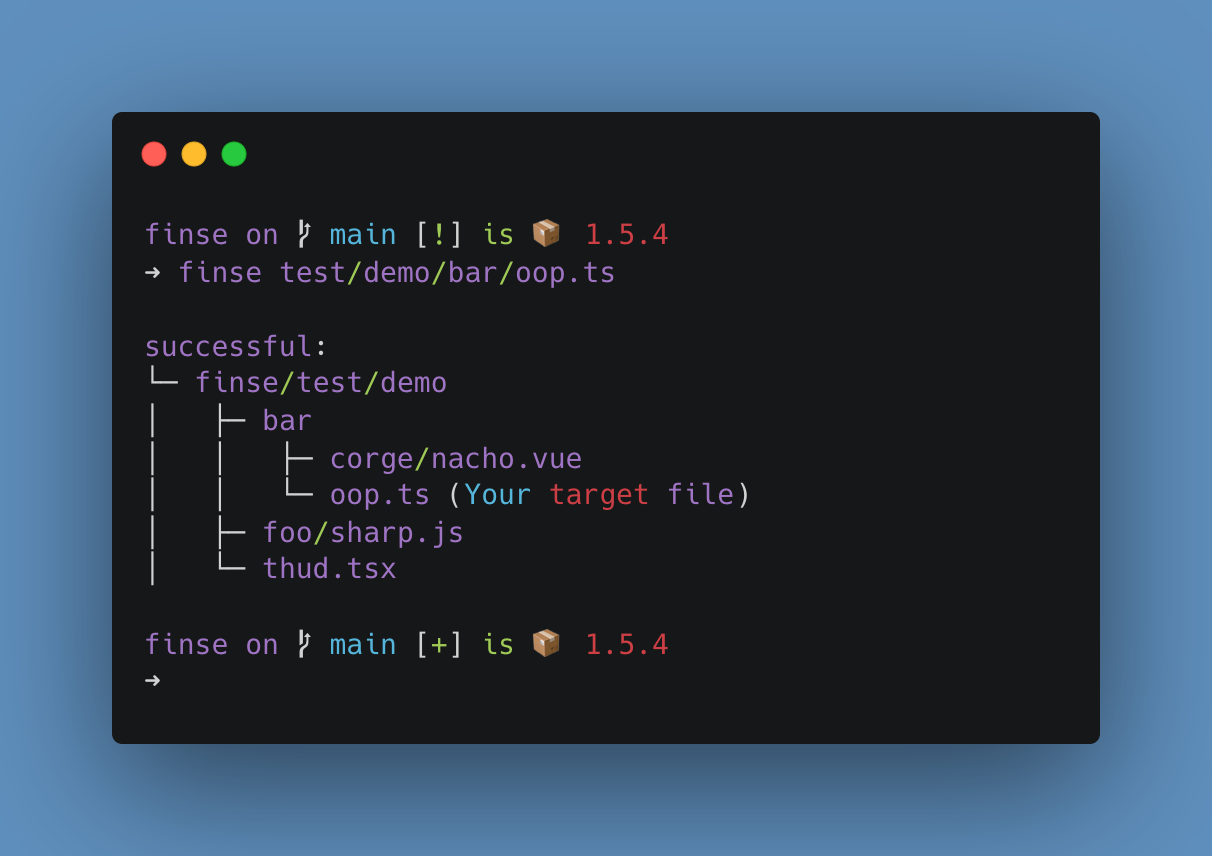 finse on  main [!] is 📦 1.5.4
➜ finse test/demo/bar/oop.ts
successful:
└─ finse/test/demo
│   ├─ bar
│   │   ├─ corge/nacho.vue
│   │   └─ oop.ts (Your target file)
│   ├─ foo/sharp.js
│   └─ thud.tsx
finse on  main [+] is 📦 1.5.4
➜